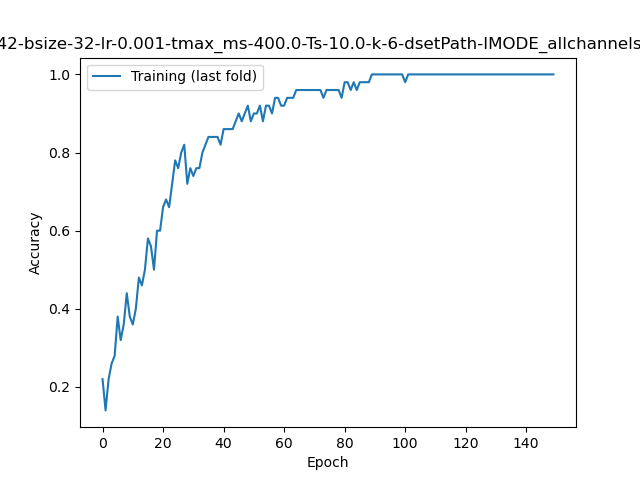 42-bsize-32-lr-0.001-tmax_ms-400.0-Ts-10.0-k-6-dsetPath-IMODE_allchannels
Training (last fold)
Accuracy
1.0
0.8
0.6
0.4
0.2
0 20 40 60 80 100 120 140
Epoch